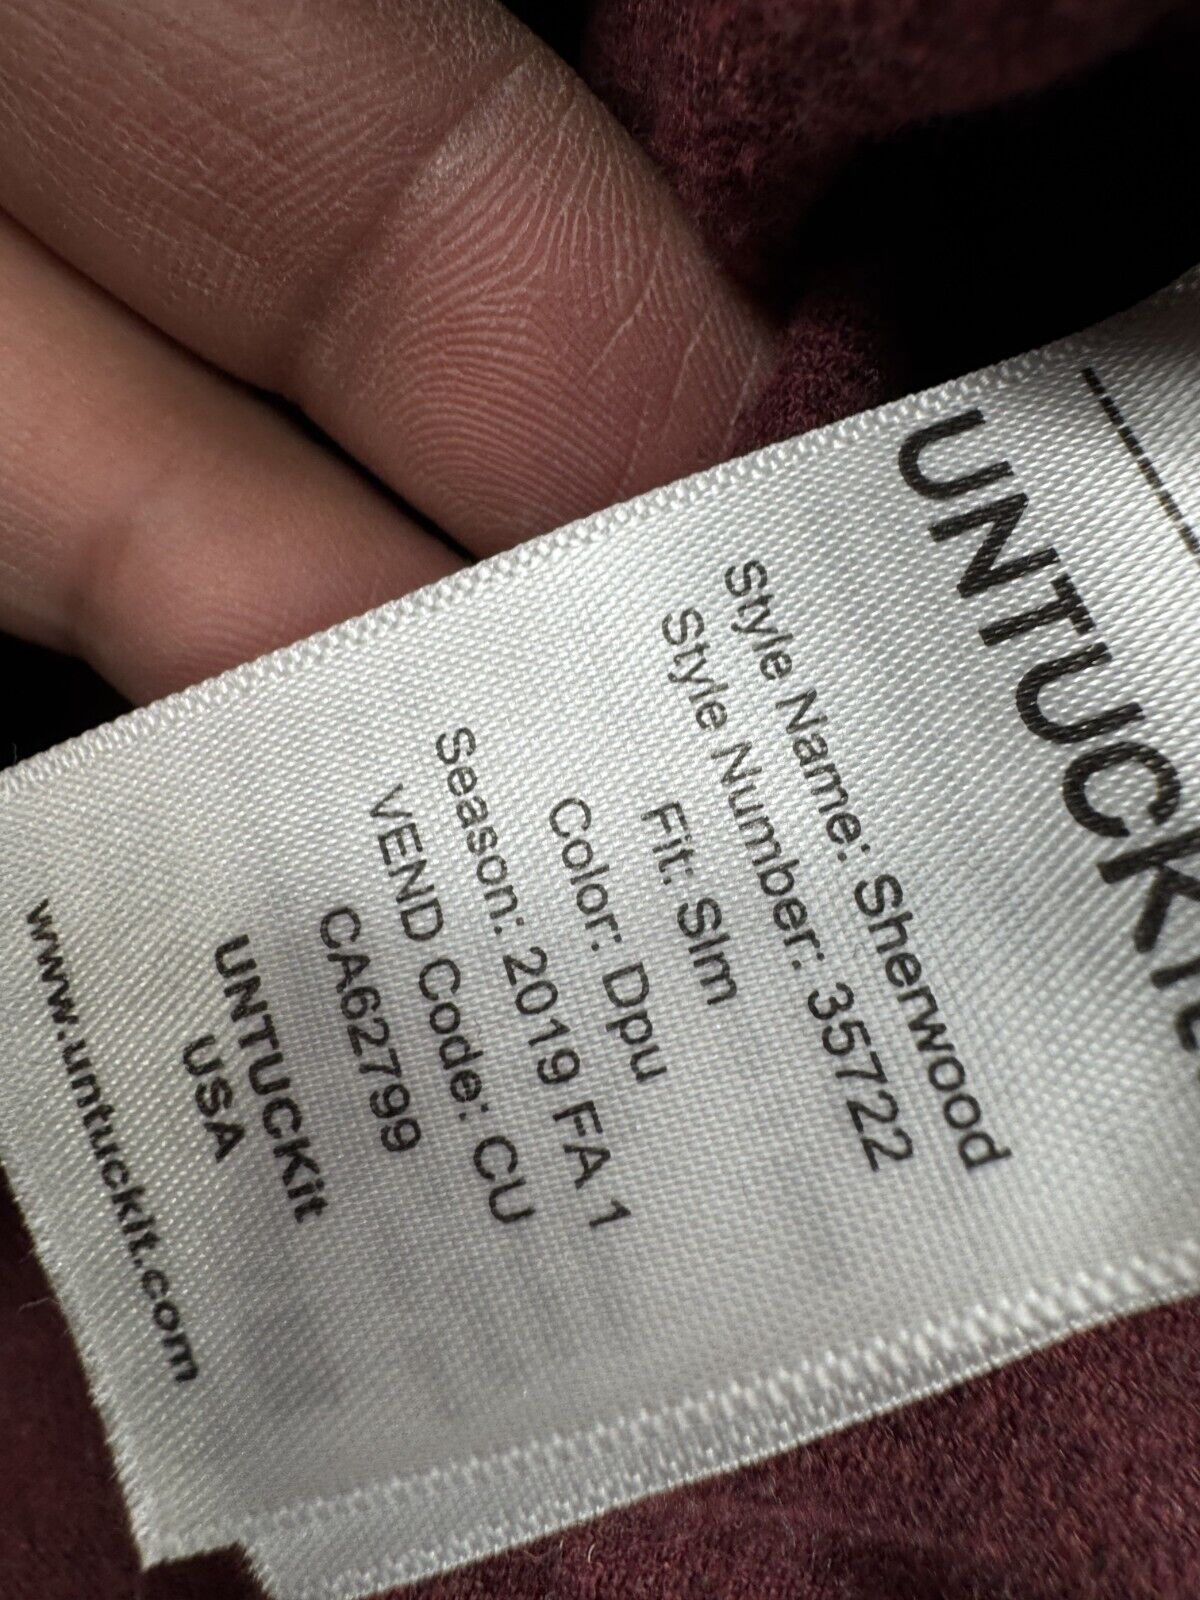 UNTUCKit
Style Name: Sherwood
Style Number: 35722
Fit: Slm
Color: Dpu
Season: 2019 FA 1
VEND Code: CU
CA62799
UNTUCKit
USA
www.untuckit.com